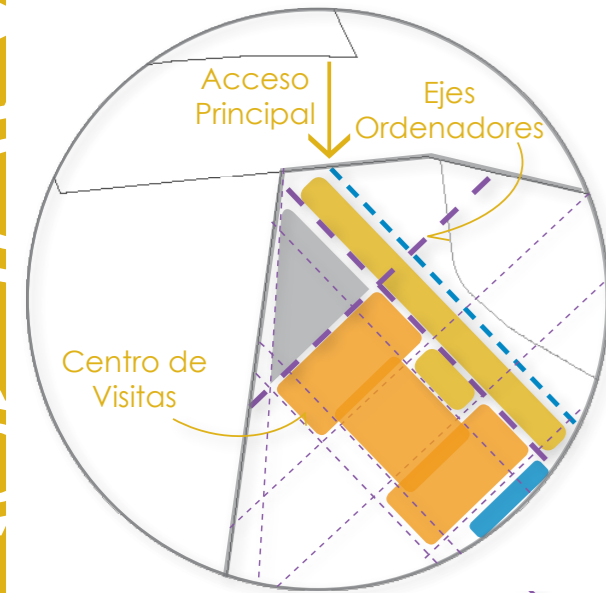 Acceso
Principal
Ejes
Ordenadores
Centro de
Visitas